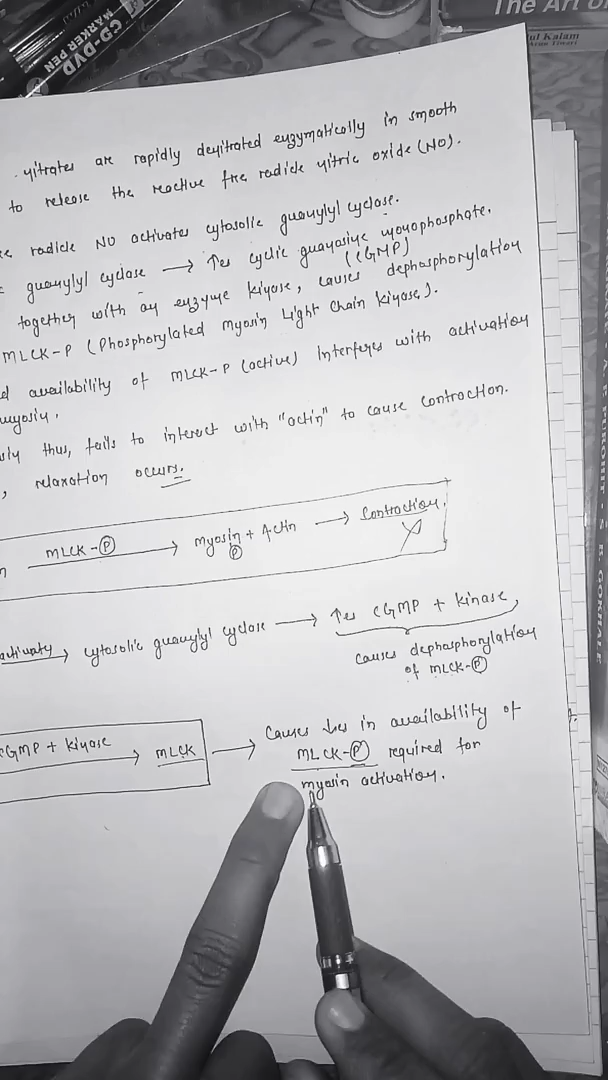 CD-DVD
MARKER PEN
The Art of
ul Kalam
Arun Tiwari
nitrates are rapidly denitrated enzymatically in smooth
to release the reactive free radicle nitric oxide (NO).
radicle NO activates cytosolic guanylyl cyclase.
guanylyl cyclase → ↑es cyclic guanosine monophosphate.
(cGMP)
together with an enzyme kinase, causes dephosphorylation
MLCK-P (Phosphorylated Myosin Light Chain Kinase).
availability of MLCK-P (active) Interferes with activation
myosin.
thus, fails to interact with "actin" to cause contraction.
, relaxation occurs.
MLCK-P → myosin + Actin → Contraction.
P X
→ cytosolic guanylyl cyclase → ↑es cGMP + kinase,
causes dephosphorylation
of MLCK-P
cGMP + kinase → MLCK → Causes ↓es in availability of
MLCK-P required for
myosin activation.
A. P. PUROHIT - S. B. GOKHALE